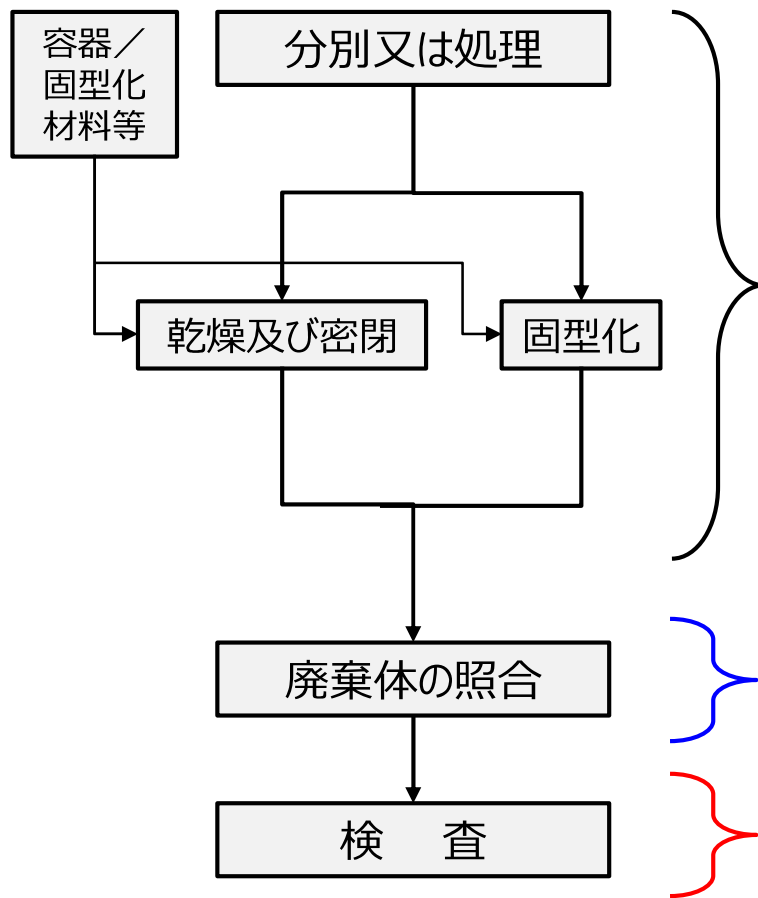 容器／
固型化
材料等
分別又は処理
乾燥及び密閉
固型化
廃棄体の照合
検　査